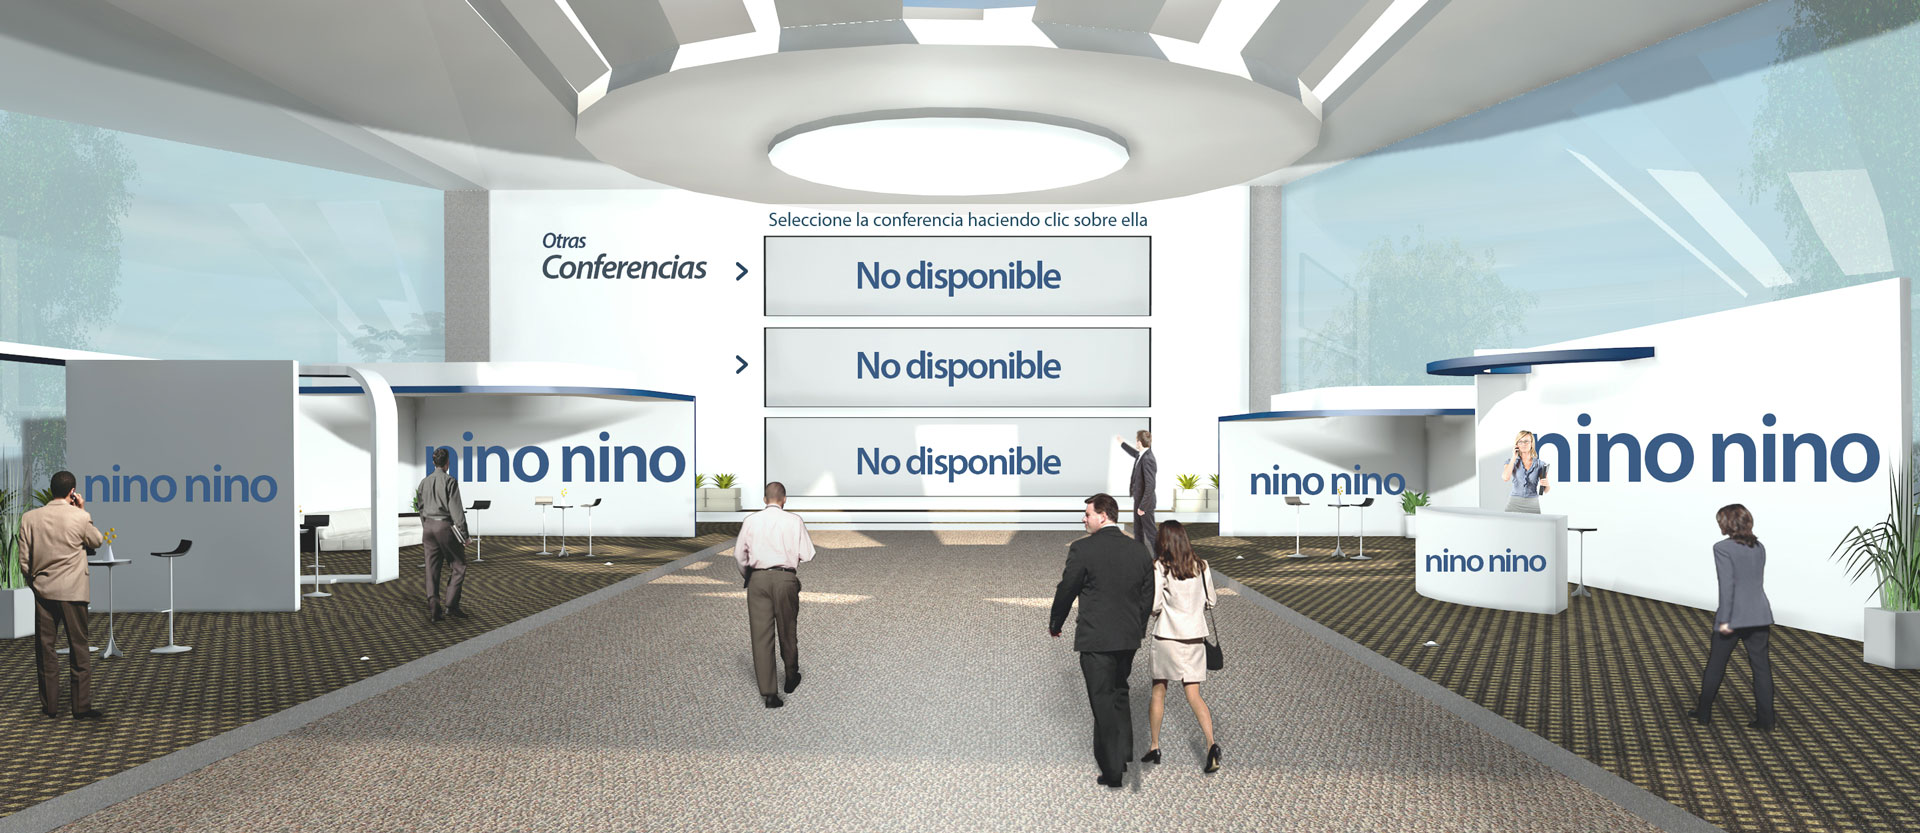 Seleccione la conferencia haciendo clic sobre ella
Otras
Conferencias
>
No disponible
>
No disponible
No disponible
nino nino
nino nino
nino nino
nino nino
nino nino